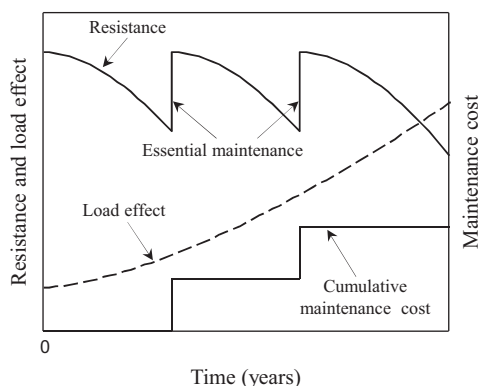 Resistance
Essential maintenance
Load effect
Cumulative
maintenance cost
Resistance and load effect
Maintenance cost
0
Time (years)